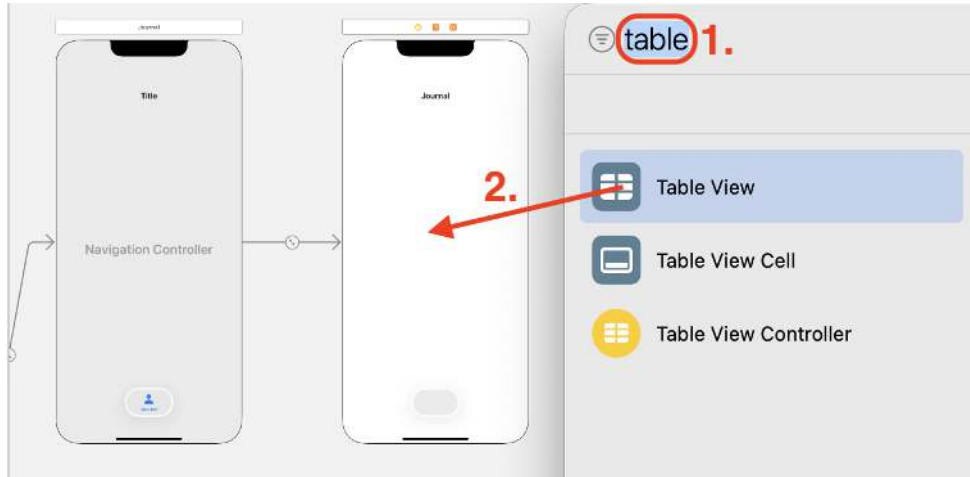 Journal
table 1.
Title
Journal
Table View
2.
Navigation Controller
Table View Cell
Table View Controller